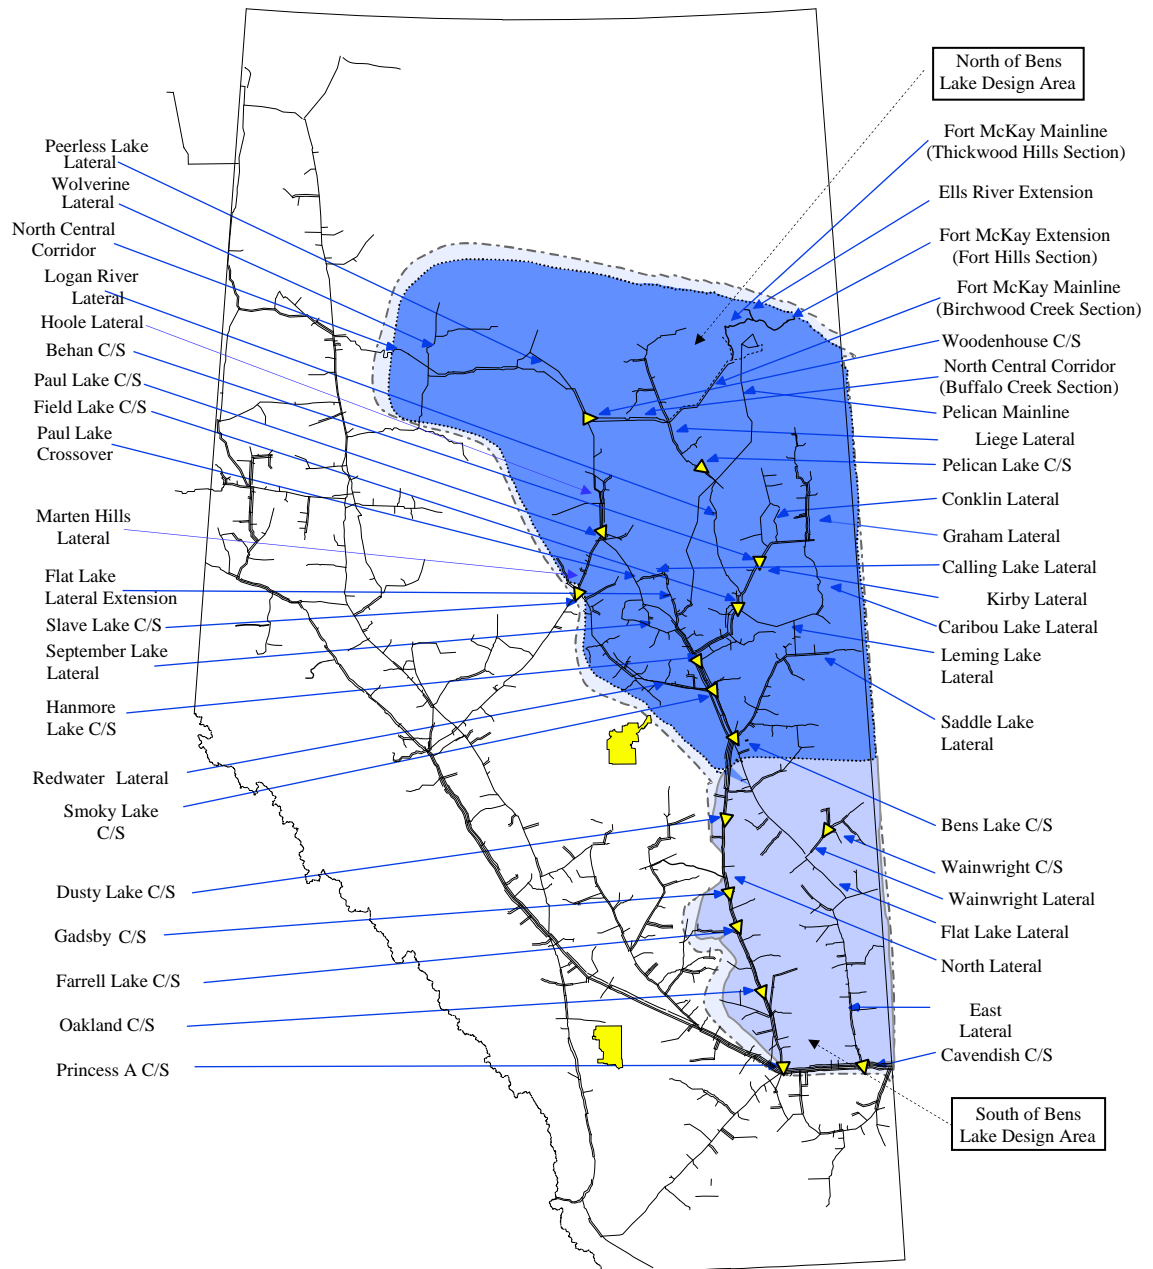 North of Bens
Lake Design Area
Peerless Lake
Lateral
Wolverine
Lateral
North Central
Corridor
Logan River
Lateral
Hoole Lateral
Behan C/S
Paul Lake C/S
Field Lake C/S
Paul Lake
Crossover
Marten Hills
Lateral
Flat Lake
Lateral Extension
Slave Lake C/S
September Lake
Lateral
Hanmore
Lake C/S
Redwater Lateral
Smoky Lake
C/S
Dusty Lake C/S
Gadsby C/S
Farrell Lake C/S
Oakland C/S
Princess A C/S
Fort McKay Mainline
(Thickwood Hills Section)
Ells River Extension
Fort McKay Extension
(Fort Hills Section)
Fort McKay Mainline
(Birchwood Creek Section)
Woodenhouse C/S
North Central Corridor
(Buffalo Creek Section)
Pelican Mainline
Liege Lateral
Pelican Lake C/S
Conklin Lateral
Graham Lateral
Calling Lake Lateral
Kirby Lateral
Caribou Lake Lateral
Leming Lake
Lateral
Saddle Lake
Lateral
Bens Lake C/S
Wainwright C/S
Wainwright Lateral
Flat Lake Lateral
North Lateral
East
Lateral
Cavendish C/S
South of Bens
Lake Design Area